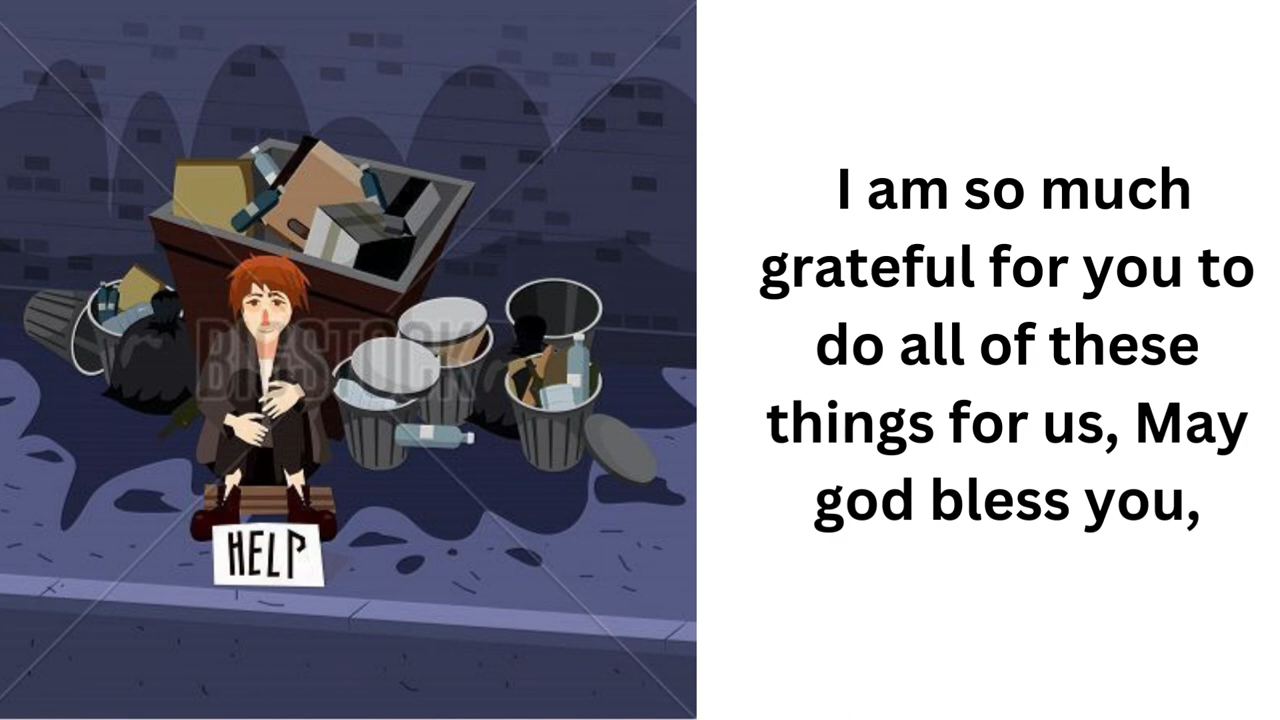 BIGSTOCK
HELP
I am so much
grateful for you to
do all of these
things for us, May
god bless you,